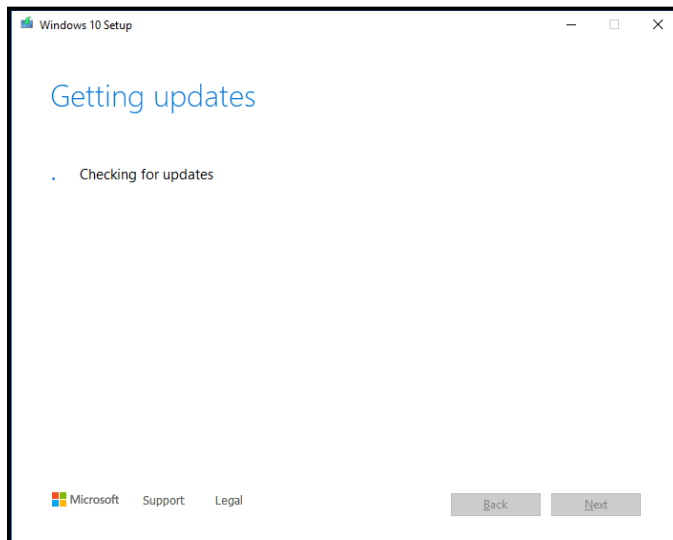 Windows 10 Setup
Getting updates
Checking for updates
Microsoft Support Legal
Back Next